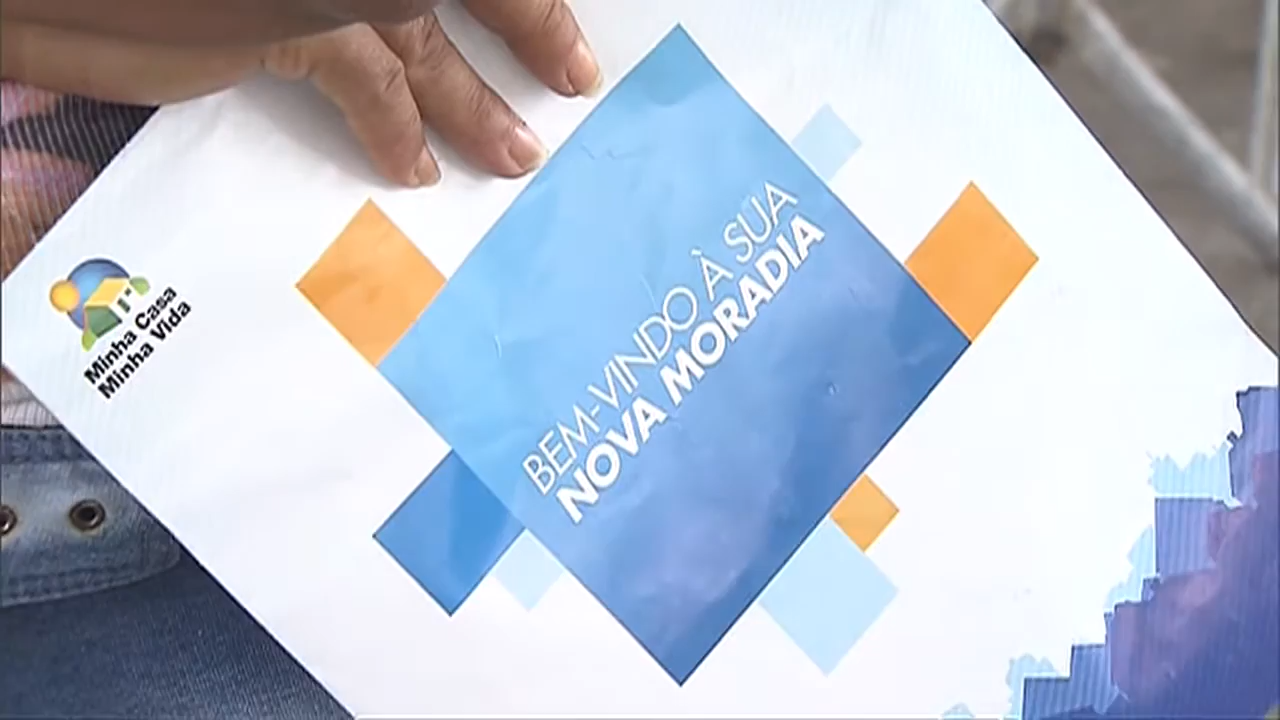 Minha Casa
Minha Vida
BEM-VINDO À SUA
NOVA MORADIA